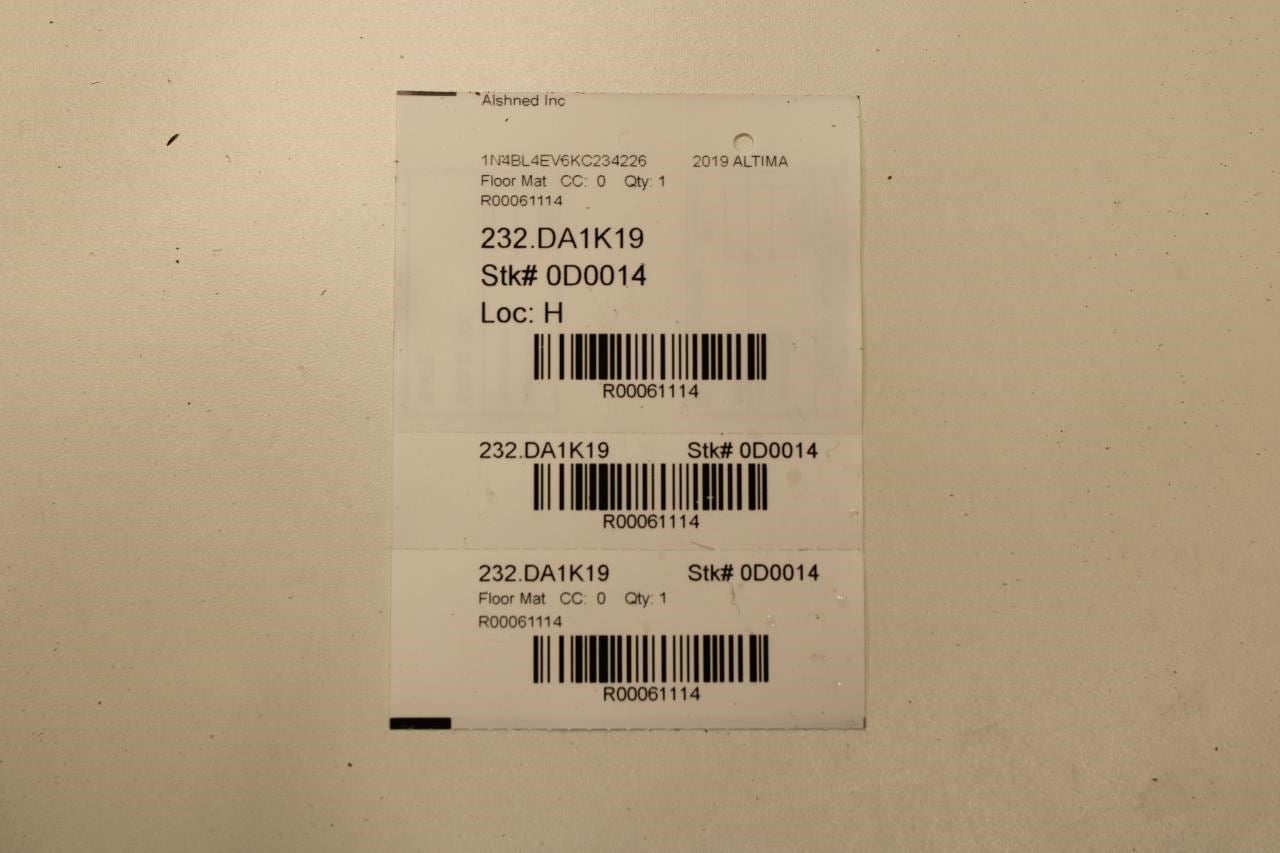 Alshned Inc
1N4BL4EV6KC234226 2019 ALTIMA
Floor Mat CC: 0 Qty: 1
R00061114
232.DA1K19
Stk# 0D0014
Loc: H
R00061114
232.DA1K19 Stk# 0D0014
R00061114
232.DA1K19 Stk# 0D0014
Floor Mat CC: 0 Qty: 1
R00061114
R00061114